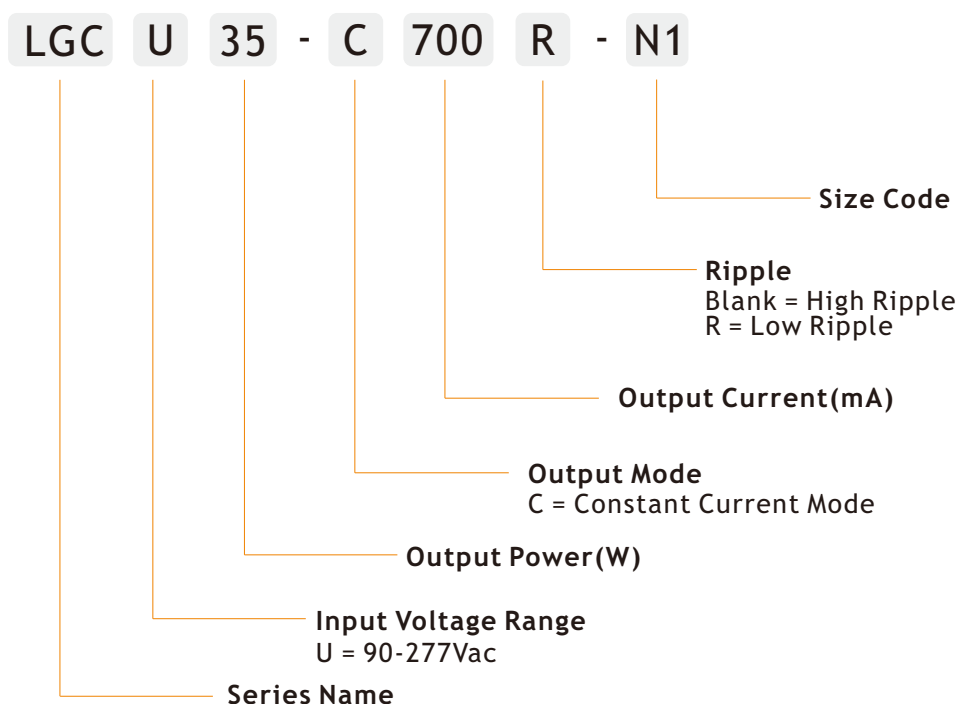 LGC U 35 - C 700 R - N1
Size Code
Ripple
Blank = High Ripple
R = Low Ripple
Output Current(mA)
Output Mode
C = Constant Current Mode
Output Power(W)
Input Voltage Range
U = 90-277Vac
Series Name